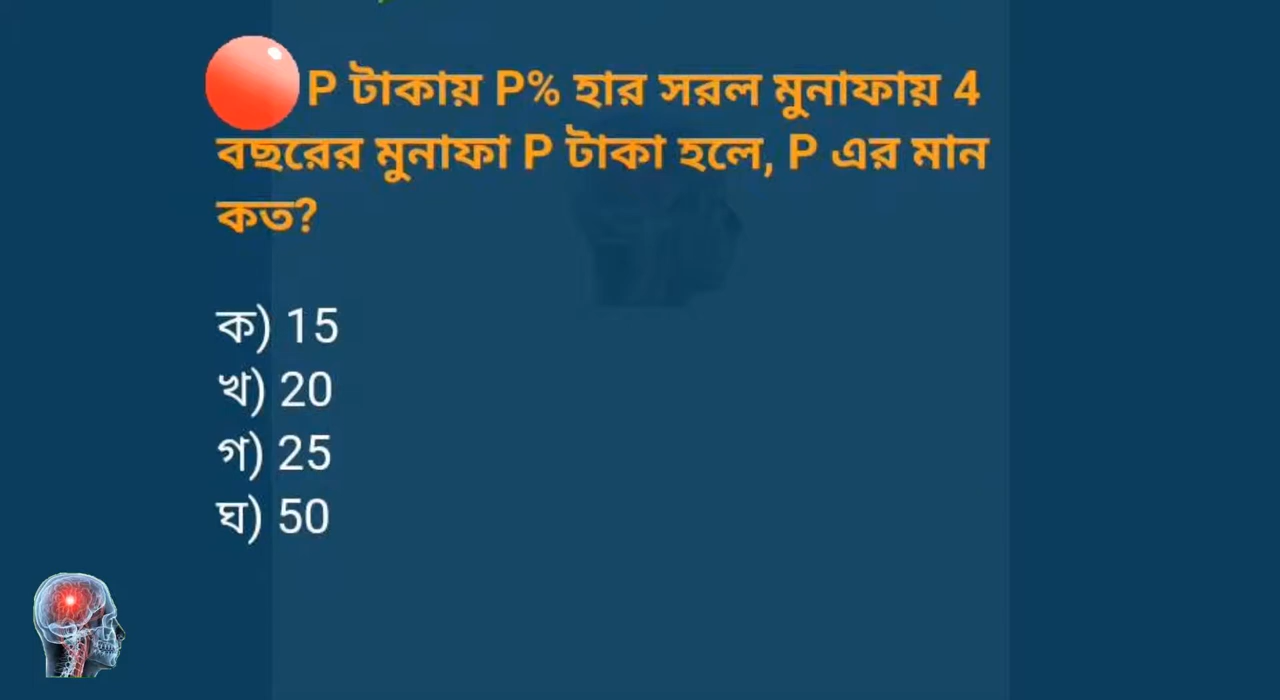 P টাকায় P% হার সরল মুনাফায় 4
বছরের মুনাফা P টাকা হলে, P এর মান
কত?
ক) 15
খ) 20
গ) 25
ঘ) 50